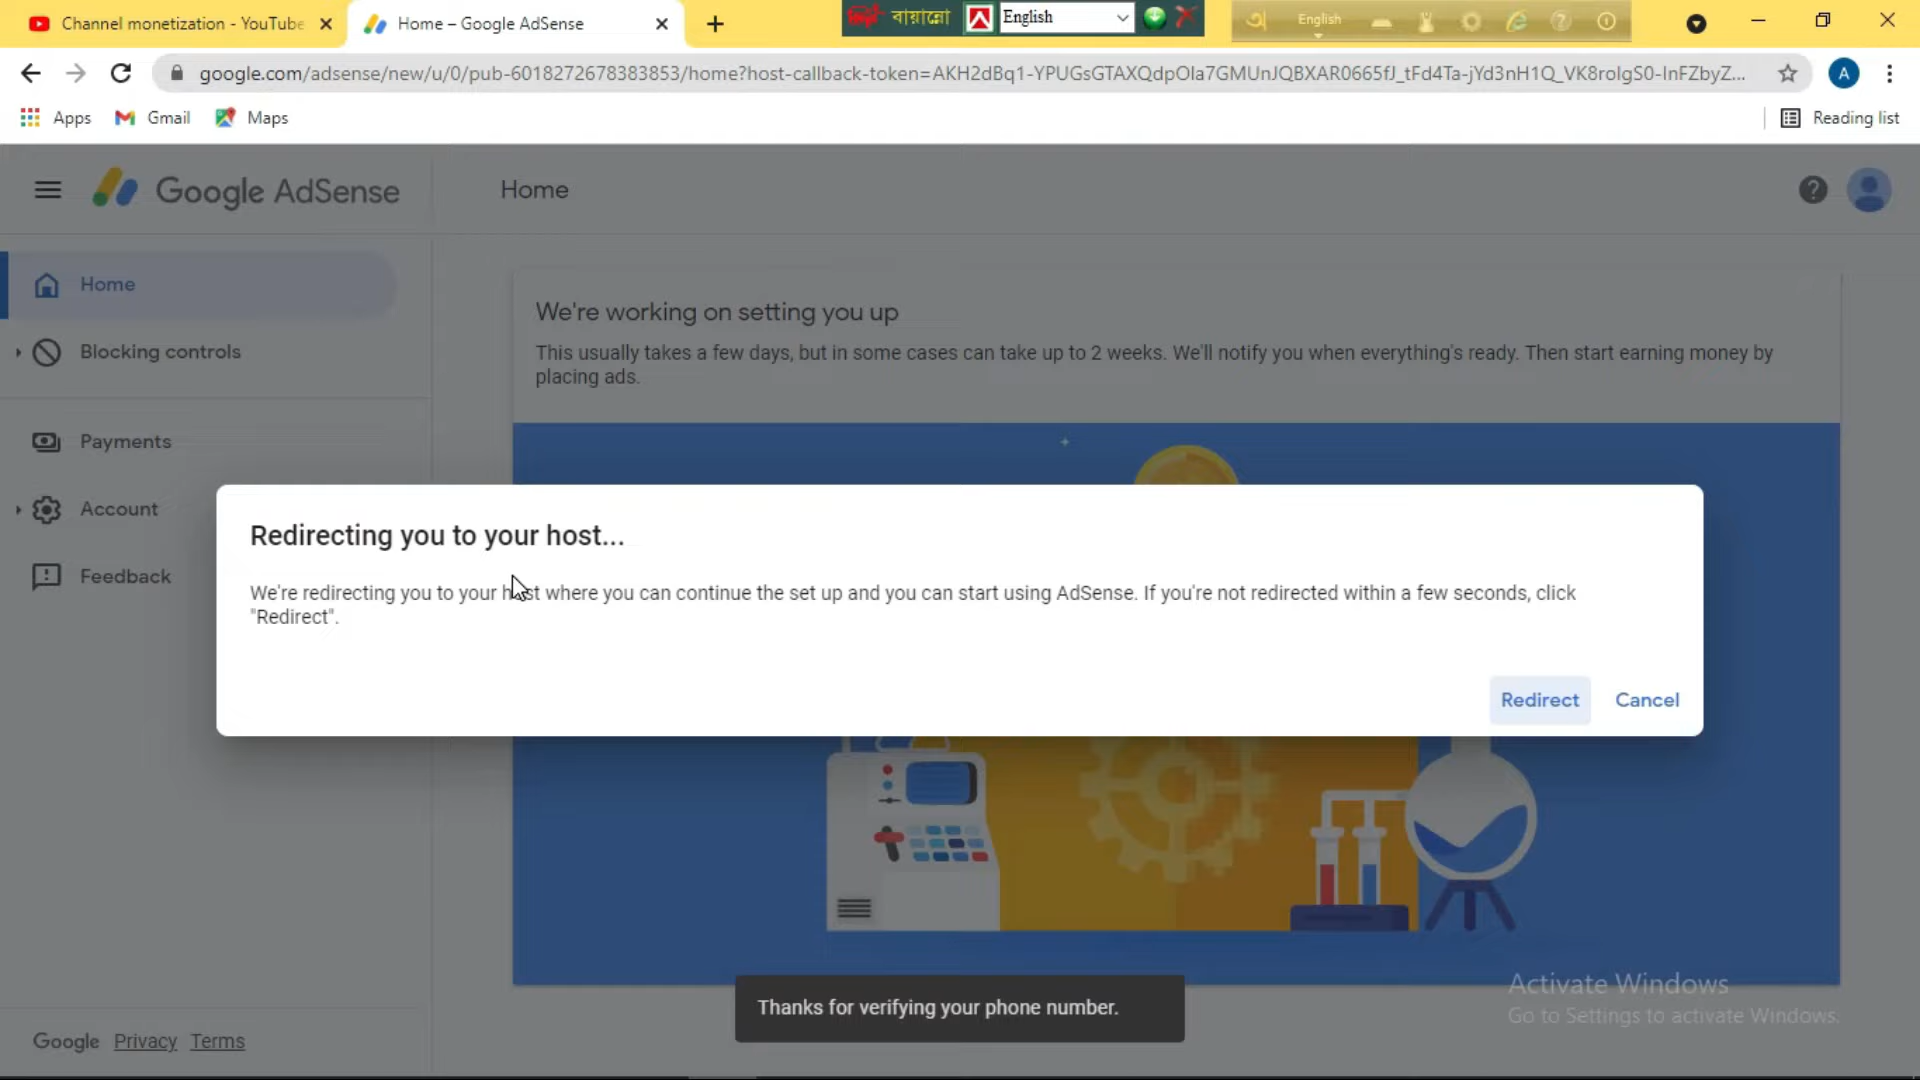 Channel monetization - YouTube
Home – Google AdSense
বায়ান্নো
English
English
google.com/adsense/new/u/0/pub-6018272678383853/home?host-callback-token=
A
Apps
Gmail
Maps
Reading list
Google AdSense
Home
Home
We're working on setting you up
Blocking controls
This usually takes a few days, but in some cases can take up to 2 weeks. We'll notify you when everything's ready. Then start earning money by
placing ads.
Payments
Account
Redirecting you to your host...
Feedback
We're redirecting you to your host where you can continue the set up and you can start using AdSense. If you're not redirected within a few seconds, click
"Redirect".
Redirect
Cancel
Activate Windows
Go to Settings to activate Windows.
Thanks for verifying your phone number.
Google Privacy Terms